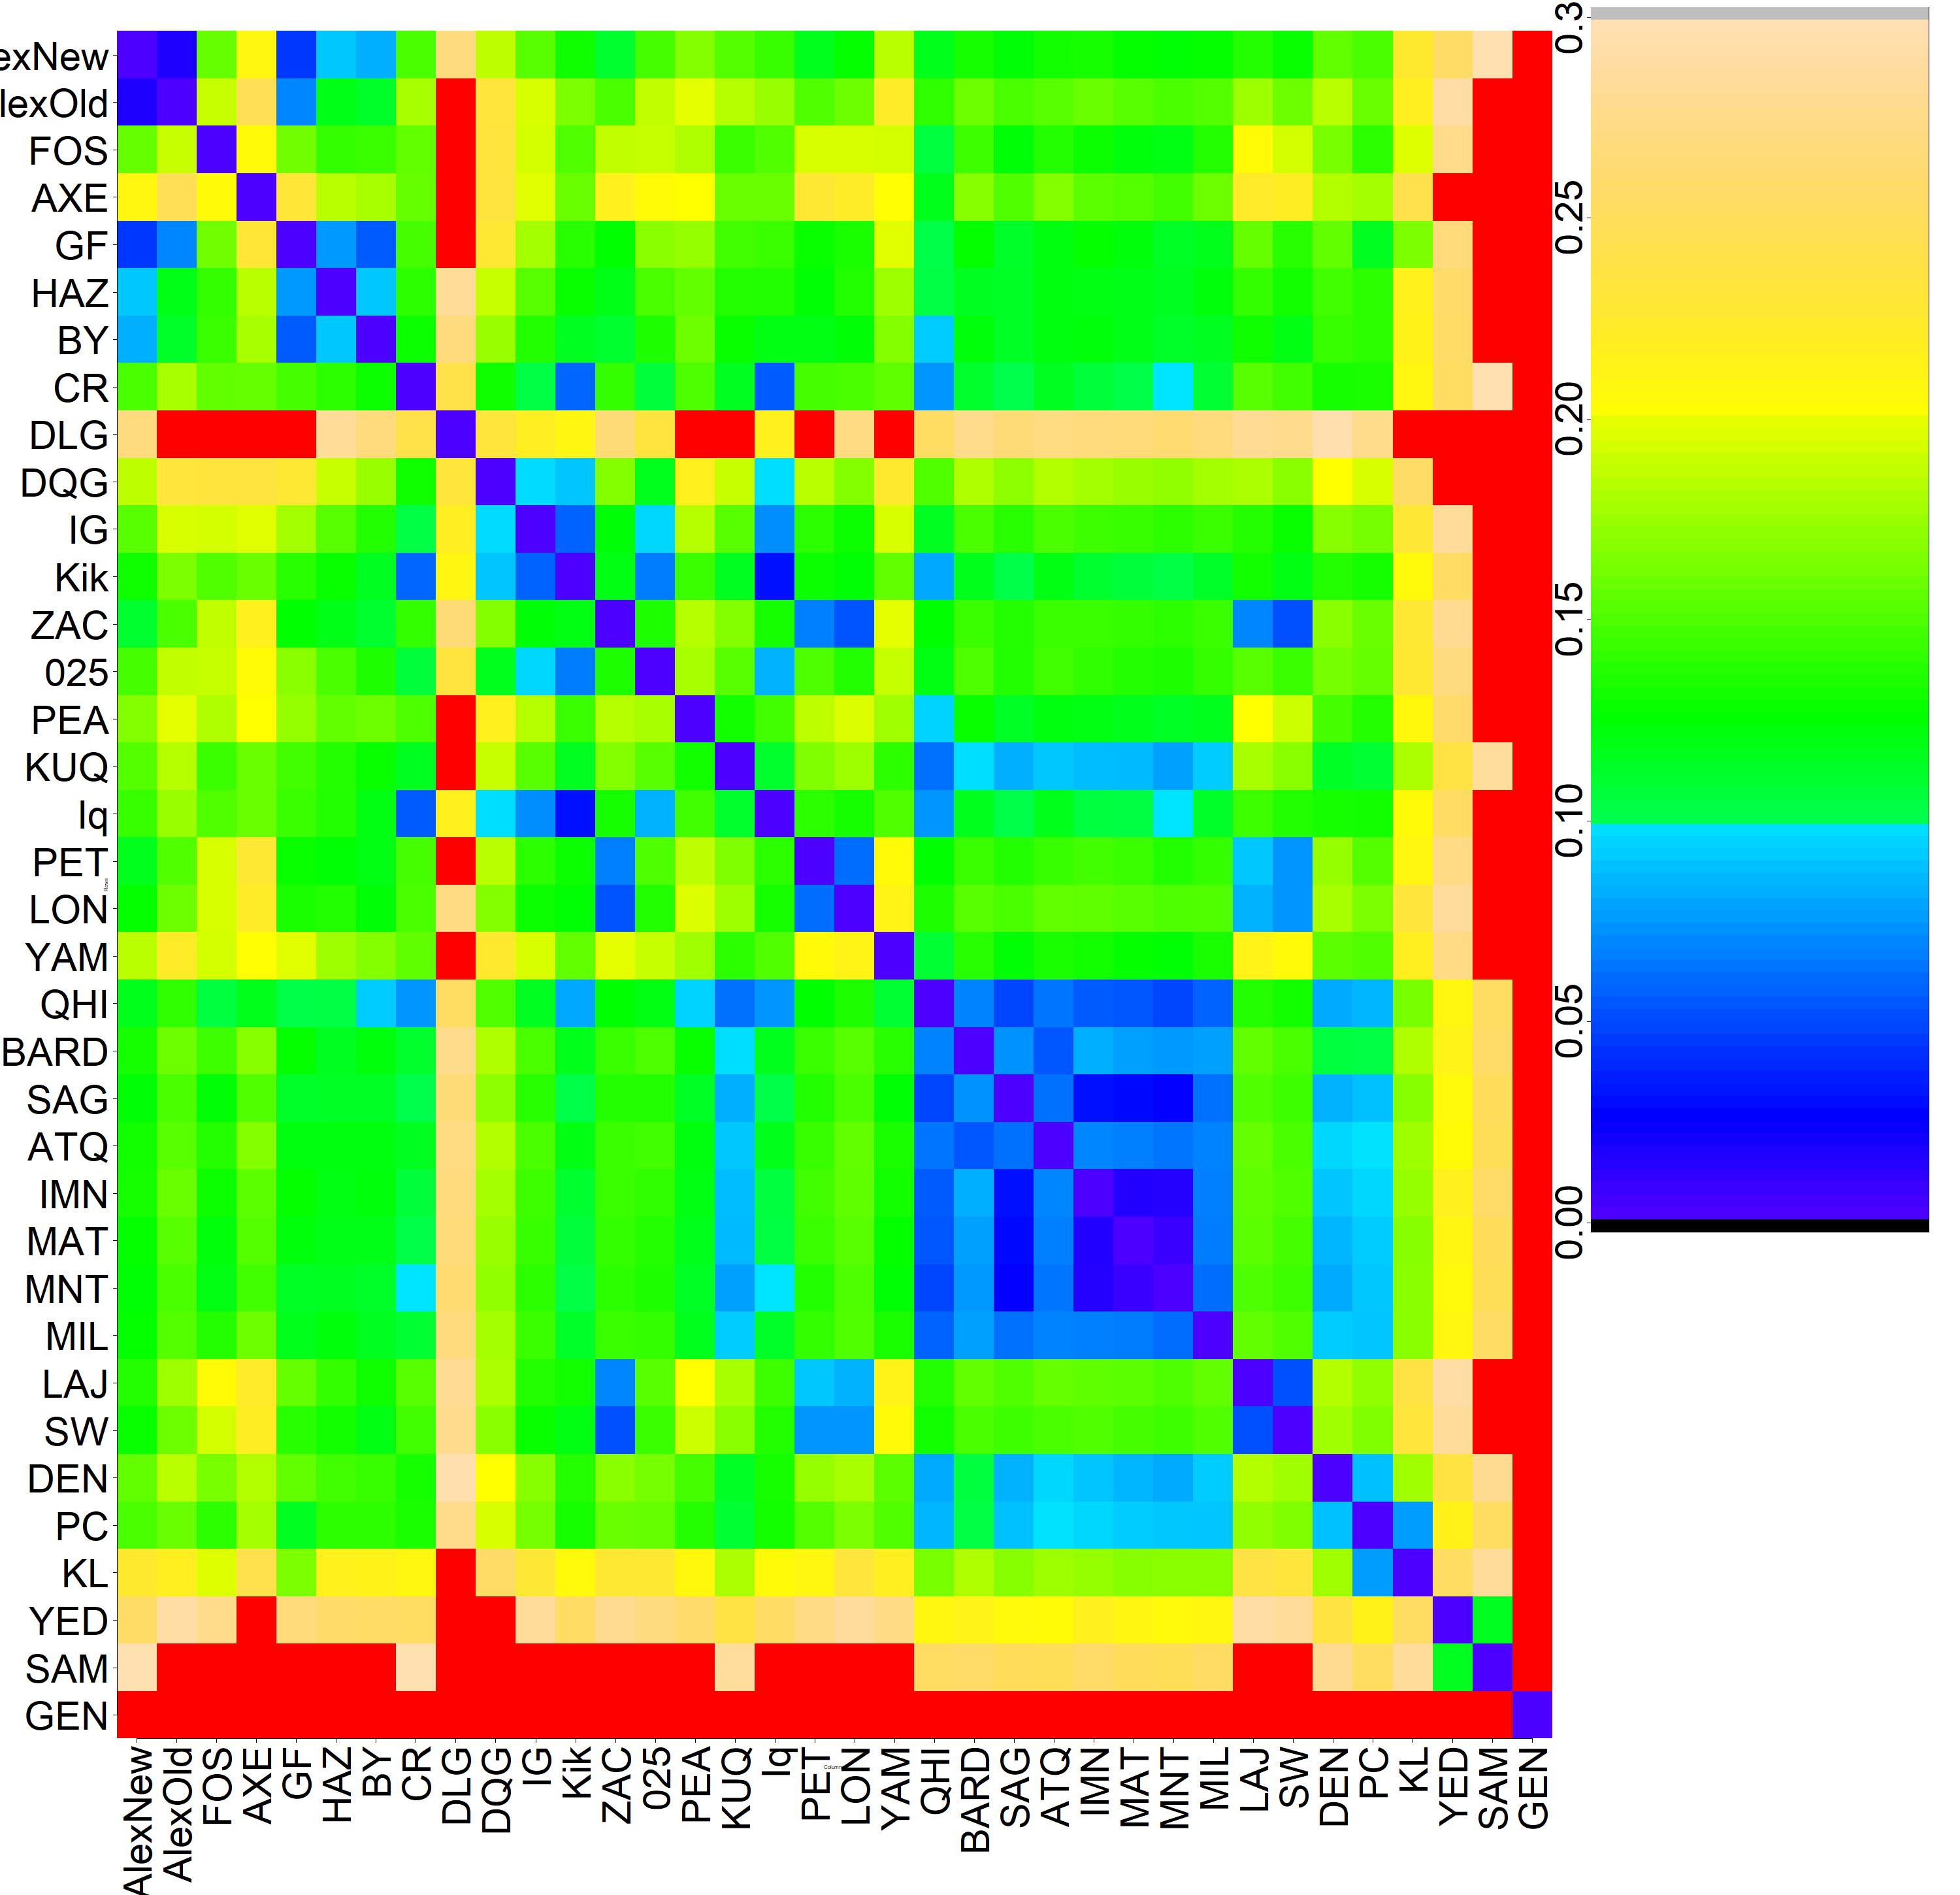 exNew
lexOld
FOS
AXE
GF
HAZ
BY
CR
DLG
DQG
IG
Kik
ZAC
025
PEA
KUQ
Iq
PET
LON
YAM
QHI
BARD
SAG
ATQ
IMN
MAT
MNT
MIL
LAJ
SW
DEN
PC
KL
YED
SAM
GEN
Rows
AlexNew
AlexOld
FOS
AXE
GF
HAZ
BY
CR
DLG
DQG
IG
Kik
ZAC
025
PEA
KUQ
Iq
PET
LON
YAM
QHI
BARD
SAG
ATQ
IMN
MAT
MNT
MIL
LAJ
SW
DEN
PC
KL
YED
SAM
GEN
0.3
0.25
0.20
0.15
0.10
0.05
0.00